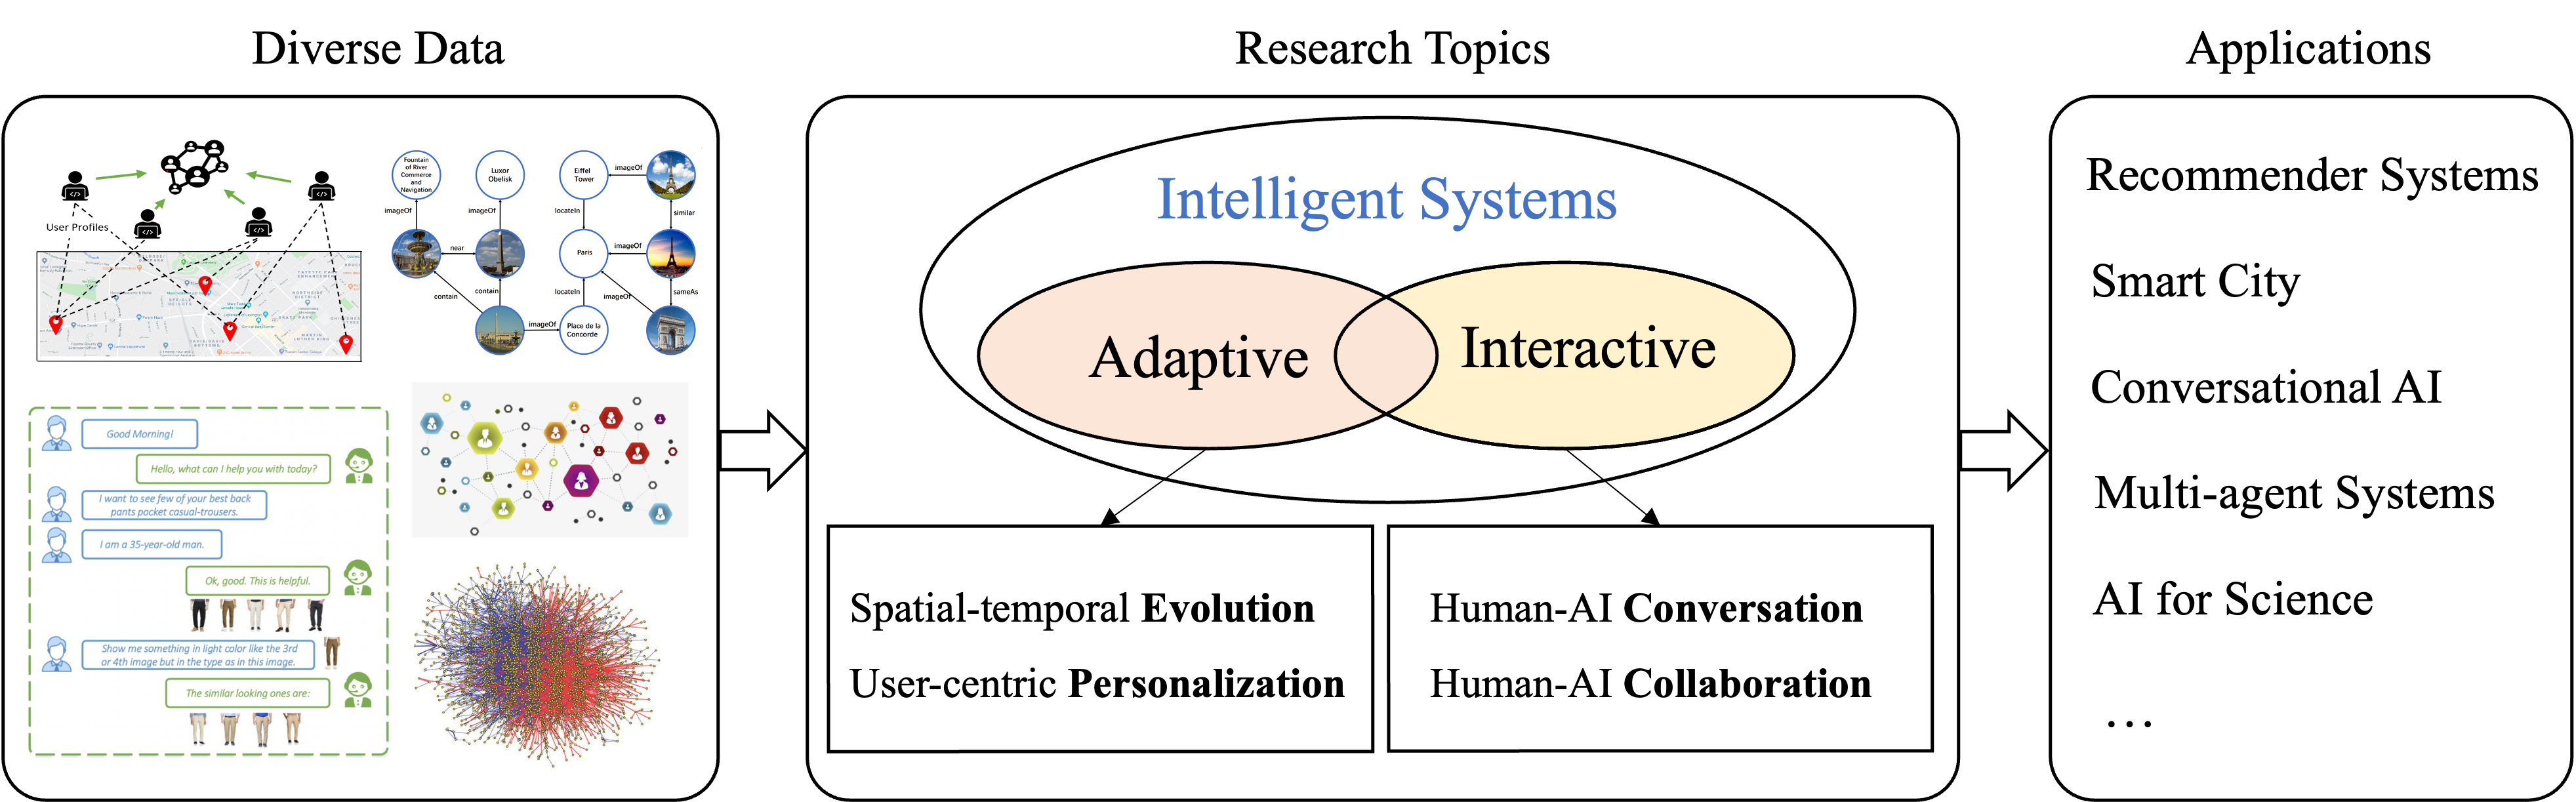 Diverse Data
Research Topics
Applications
User Profiles
Fountain
of River
Commerce
and
Navigation
Luxor
Obelisk
Eiffel
Tower
imageOf
imageOf
imageOf
locateIn
similar
near
Paris
imageOf
contain
contain
locateIn
imageOf
sameAs
imageOf
Place de la
Concorde
Good Morning!
Hello, what can I help you with today?
I want to see few of your best back
pants pocket casual-trousers.
I am a 35-year-old man.
Ok, good. This is helpful.
Show me something in light color like the 3rd
or 4th image but in the type as in this image.
The similar looking ones are:
Intelligent Systems
Adaptive
Interactive
Spatial-temporal Evolution
User-centric Personalization
Human-AI Conversation
Human-AI Collaboration
Recommender Systems
Smart City
Conversational AI
Multi-agent Systems
AI for Science
…